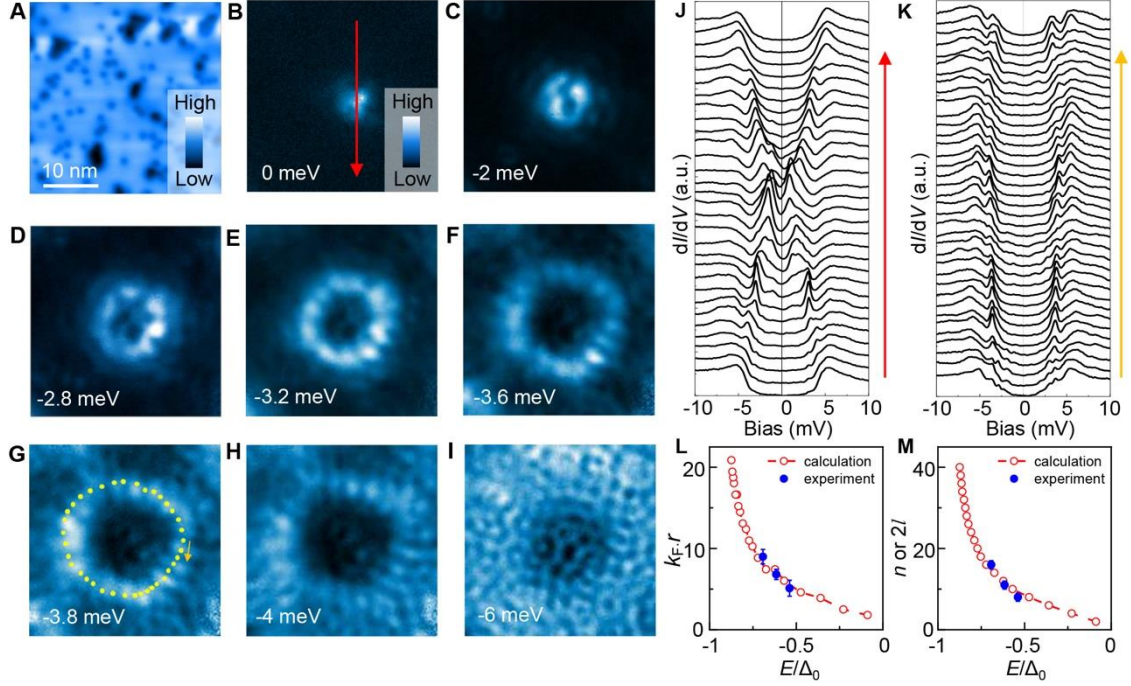 A
High
10 nm
Low
B
High
0 meV
Low
C
-2 meV
D
-2.8 meV
E
-3.2 meV
F
-3.6 meV
G
-3.8 meV
H
-4 meV
I
-6 meV
J
dI/dV (a.u.)
-10 -5 0 5 10
Bias (mV)
K
dI/dV (a.u.)
-10 -5 0 5 10
Bias (mV)
L
calculation
experiment
20
10
0
kF.r
-1 -0.5 0
E/Δ0
M
calculation
experiment
40
20
0
n or 2l
-1 -0.5 0
E/Δ0